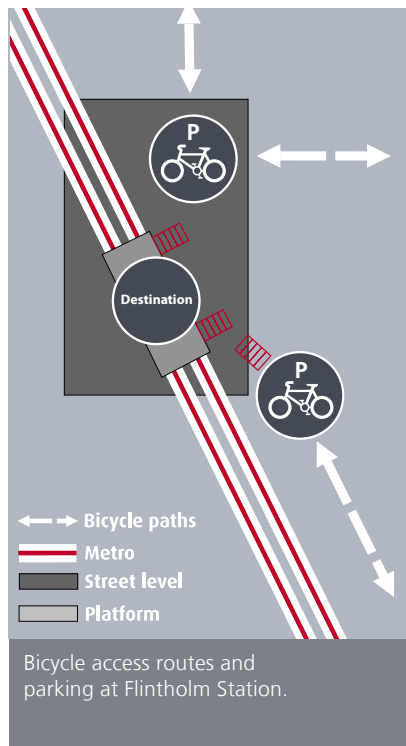 P
Destination
P
Bicycle paths
Metro
Street level
Platform
Bicycle access routes and
parking at Flintholm Station.